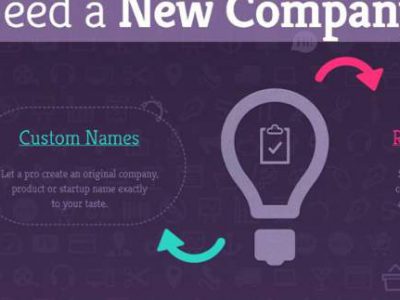 eed a New Compan
Custom Names
Let a pro create an original company,
product or startup name exactly
to your taste.